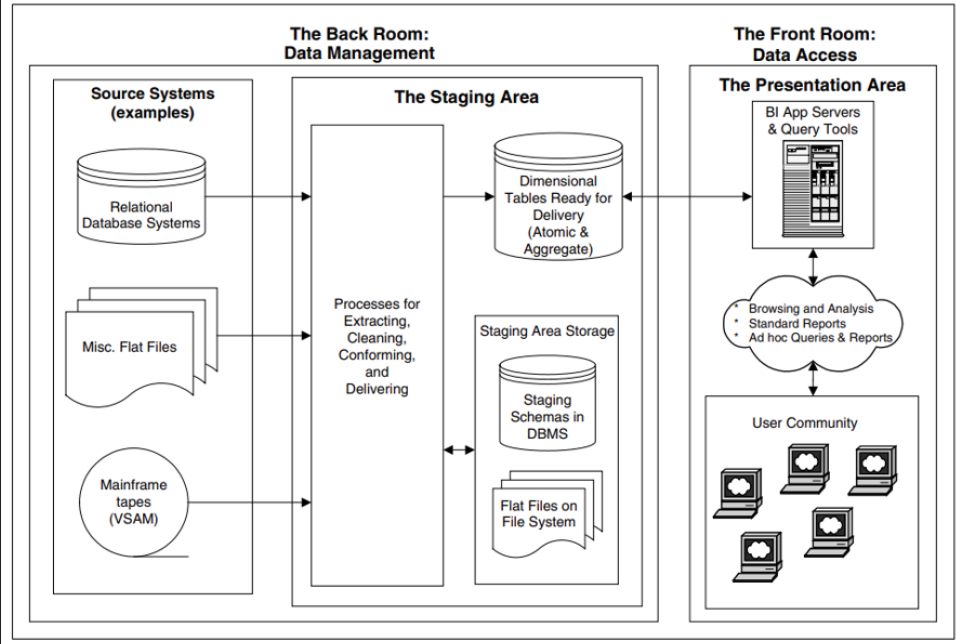 The Back Room:
Data Management
The Front Room:
Data Access
Source Systems
(examples)
Relational
Database Systems
Misc. Flat Files
Mainframe
tapes
(VSAM)
The Staging Area
Processes for
Extracting,
Cleaning,
Conforming,
and
Delivering
Dimensional
Tables Ready for
Delivery
(Atomic &
Aggregate)
Staging Area Storage
Staging
Schemas in
DBMS
Flat Files on
File System
The Presentation Area
BI App Servers
& Query Tools
* Browsing and Analysis
* Standard Reports
* Ad hoc Queries & Reports
User Community